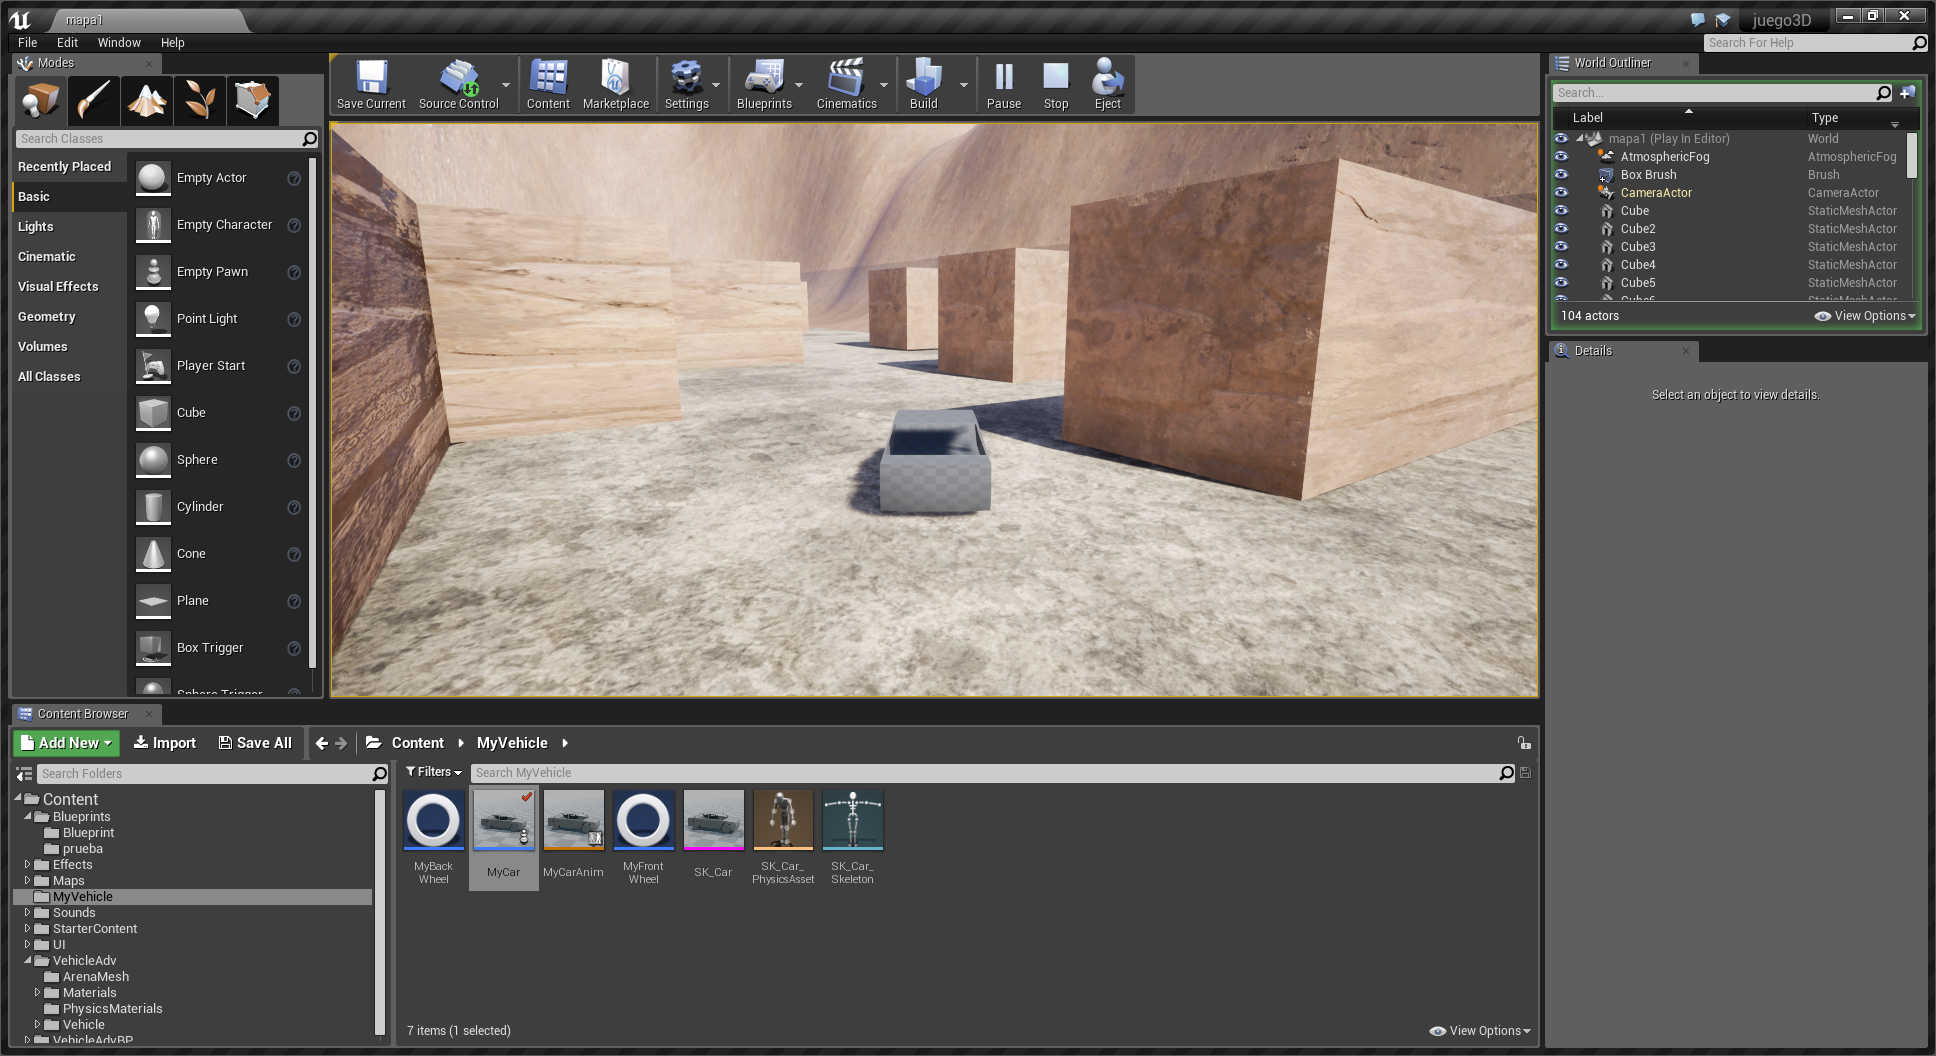 mapa1
juego3D
File Edit Window Help
Search For Help
Modes
Search Classes
Recently Placed
Basic
Lights
Cinematic
Visual Effects
Geometry
Volumes
All Classes
Empty Actor
Empty Character
Empty Pawn
Point Light
Player Start
Cube
Sphere
Cylinder
Cone
Plane
Box Trigger
Sphere Trigger
Save Current
Source Control
Content
Marketplace
Settings
Blueprints
Cinematics
Build
Pause
Stop
Eject
World Outliner
Search...
Label Type
mapa1 (Play In Editor) World
AtmosphericFog AtmosphericFog
Box Brush Brush
CameraActor CameraActor
Cube StaticMeshActor
Cube2 StaticMeshActor
Cube3 StaticMeshActor
Cube4 StaticMeshActor
Cube5 StaticMeshActor
Cube6 StaticMeshActor
104 actors View Options
Details
Select an object to view details.
Content Browser
Add New Import Save All Content MyVehicle
Search Folders
Content
Blueprints
Blueprint
prueba
Effects
Maps
MyVehicle
Sounds
StarterContent
UI
VehicleAdv
ArenaMesh
Materials
PhysicsMaterials
Vehicle
VehicleAdvBP
Filters Search MyVehicle
MyBack
Wheel
MyCar
MyCarAnim
MyFront
Wheel
SK_Car
SK_Car_
PhysicsAsset
SK_Car_
Skeleton
7 items (1 selected) View Options